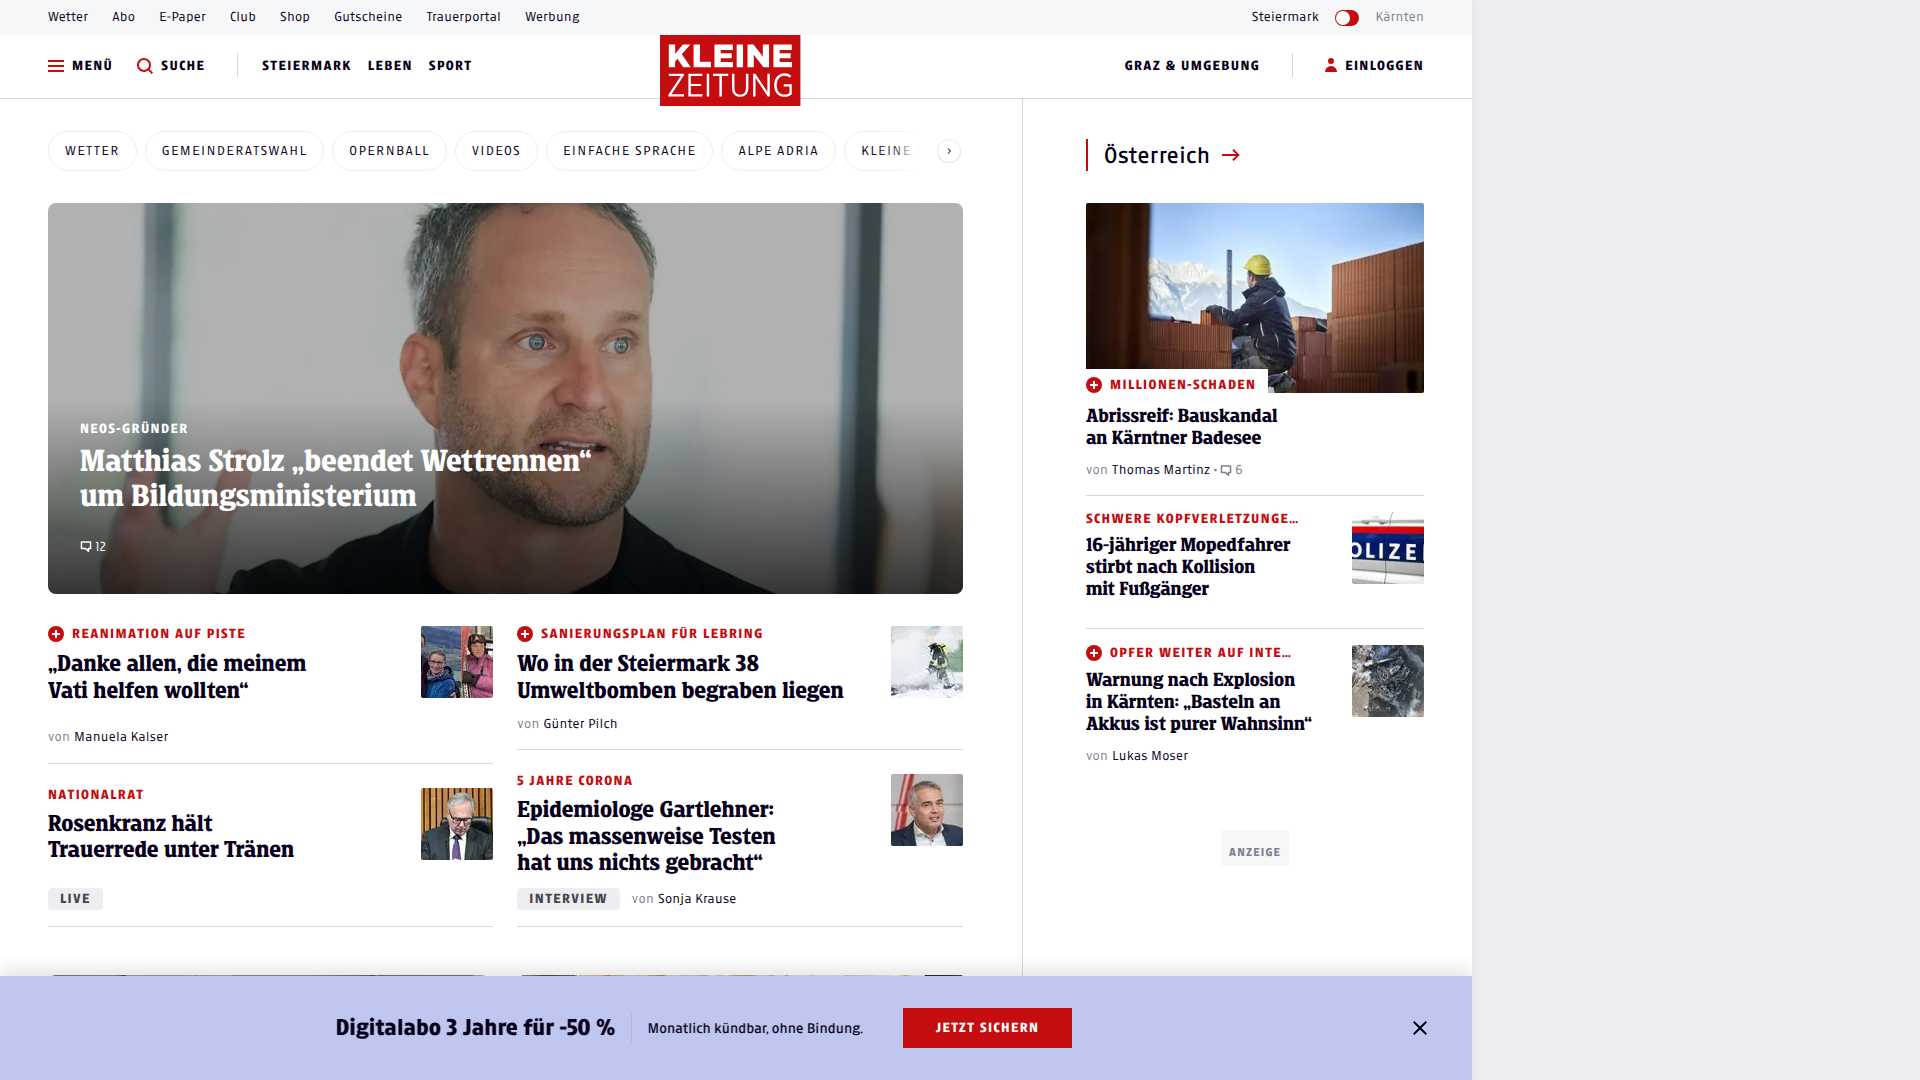 Wetter Abo E-Paper Club Shop Gutscheine Trauerportal Werbung Steiermark Kärnten
MENÜ SUCHE STEIERMARK LEBEN SPORT
KLEINE
ZEITUNG
GRAZ & UMGEBUNG EINLOGGEN
WETTER GEMEINDERATSWAHL OPERNBALL VIDEOS EINFACHE SPRACHE ALPE ADRIA KLEINE
NEOS-GRÜNDER
Matthias Strolz „beendet Wettrennen“
um Bildungsministerium
12
REANIMATION AUF PISTE
„Danke allen, die meinem
Vati helfen wollten“
von Manuela Kalser
NATIONALRAT
Rosenkranz hält
Trauerrede unter Tränen
LIVE
SANIERUNGSPLAN FÜR LEBRING
Wo in der Steiermark 38
Umweltbomben begraben liegen
von Günter Pilch
5 JAHRE CORONA
Epidemiologe Gartlehner:
„Das massenweise Testen
hat uns nichts gebracht“
INTERVIEW von Sonja Krause
Österreich
MILLIONEN-SCHADEN
Abrissreif: Bauskandal
an Kärntner Badesee
von Thomas Martinz · 6
SCHWERE KOPFVERLETZUNGE...
16-jähriger Mopedfahrer
stirbt nach Kollision
mit Fußgänger
OLIZE
OPFER WEITER AUF INTE...
Warnung nach Explosion
in Kärnten: „Basteln an
Akkus ist purer Wahnsinn“
von Lukas Moser
ANZEIGE
Digitalabo 3 Jahre für -50 % Monatlich kündbar, ohne Bindung. JETZT SICHERN